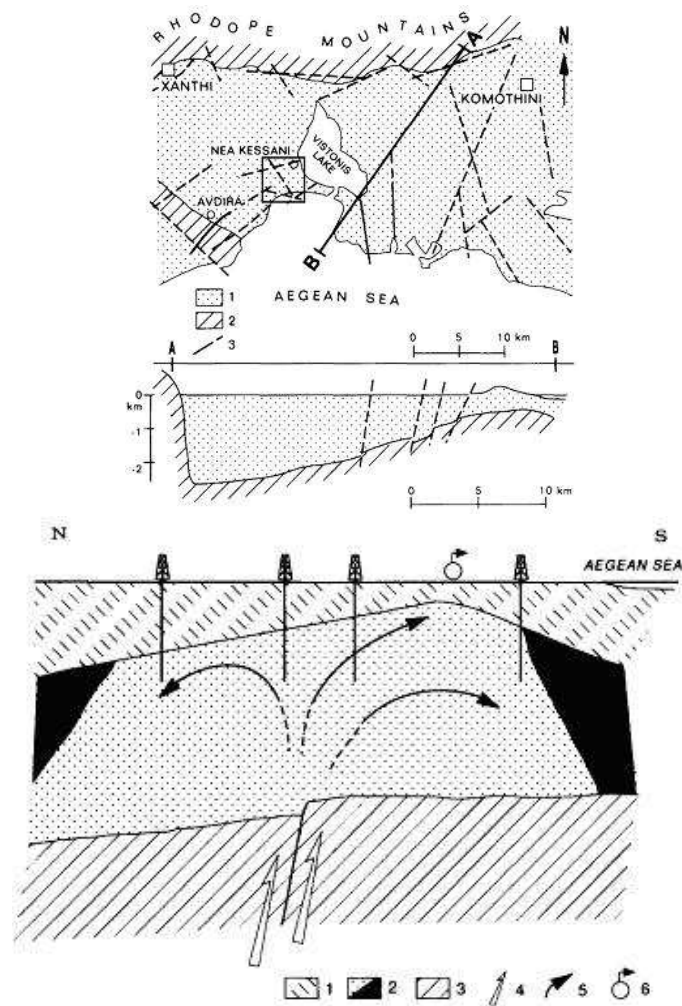 RHODOPE MOUNTAINS
A
N
XANTHI
KOMOTHINI
NEA KESSANI
VISTONIS
LAKE
AVDIRA
B
AEGEAN SEA
1
2
3
0 5 10 km
A B
0
km
-1
-2
0 5 10 km
N S
AEGEAN SEA
1 2 3 4 5 6